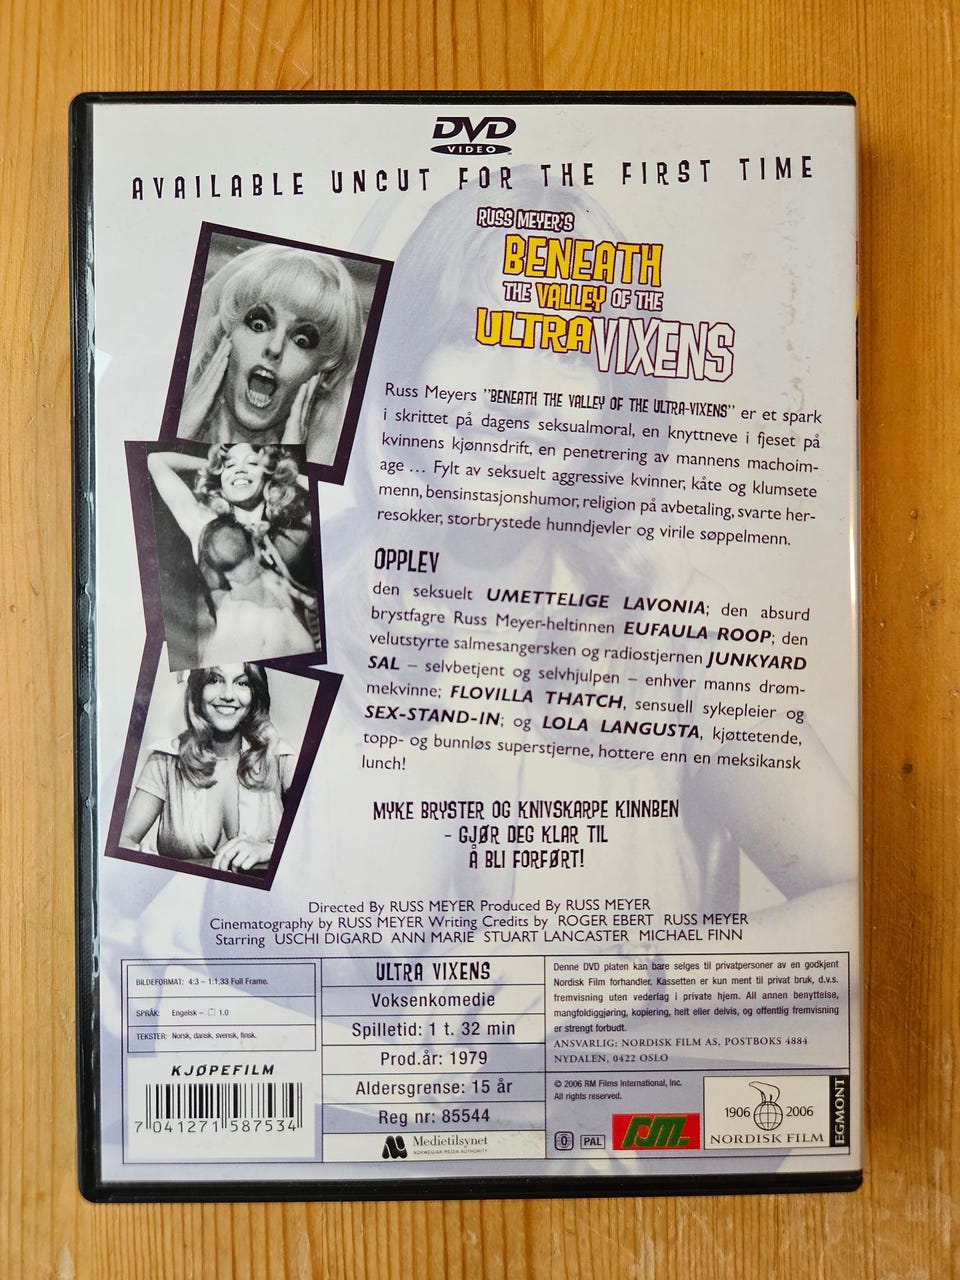 DVD
VIDEO
AVAILABLE UNCUT FOR THE FIRST TIME
RUSS MEYER'S
BENEATH
THE VALLEY OF THE
ULTRAVIXENS
Russ Meyers "BENEATH THE VALLEY OF THE ULTRA-VIXENS" er et spark
i skrittet på dagens seksualmoral, en knyttneve i fjeset på
kvinnens kjønnsdrift, en penetrering av mannens machoim-
age ... Fylt av seksuelt aggressive kvinner, kåte og klumsete
menn, bensinstasjonshumor, religion på avbetaling, svarte her-
resokker, storbrystede hunndjevler og virile søppelmenn.
OPPLEV
den seksuelt UMETTELIGE LAVONIA; den absurd
brystfagre Russ Meyer-heltinnen EUFAULA ROOP; den
velutstyrte salmesangersken og radiostjernen JUNKYARD
SAL – selvbetjent og selvhjulpen – enhver manns drøm-
mekvinne; FLOVILLA THATCH, sensuell sykepleier og
SEX-STAND-IN; og LOLA LANGUSTA, kjøttetende,
topp- og bunnløs superstjerne, hottere enn en meksikansk
lunch!
MYKE BRYSTER OG KNIVSKARPE KINNBEN
- GJØR DEG KLAR TIL
Å BLI FORFØRT!
Directed By RUSS MEYER Produced By RUSS MEYER
Cinematography by RUSS MEYER Writing Credits by ROGER EBERT RUSS MEYER
Starring USCHI DIGARD ANN MARIE STUART LANCASTER MICHAEL FINN
BILDEFORMAT: 4:3 – 1:1,33 Full Frame.
SPRÅK: Engelsk – 1.0
TEKSTER: Norsk, dansk, svensk, finsk.
KJØPEFILM
7 041271 587534
ULTRA VIXENS
Voksenkomedie
Spilletid: 1 t. 32 min
Prod.år: 1979
Aldersgrense: 15 år
Reg nr: 85544
Medietilsynet
NORWEGIAN MEDIA AUTHORITY
Denne DVD platen kan bare selges til privatpersoner av en godkjent
Nordisk Film forhandler. Kassetten er kun ment til privat bruk, d.v.s.
fremvisning uten vederlag i private hjem. All annen benyttelse,
mangfoldiggjøring, kopiering, helt eller delvis, og offentlig fremvisning
er strengt forbudt.
ANSVARLIG: NORDISK FILM AS, POSTBOKS 4884
NYDALEN, 0422 OSLO
© 2006 RM Films International, Inc.
All rights reserved.
0 PAL
RM.
1906 2006
NORDISK FILM
EGMONT